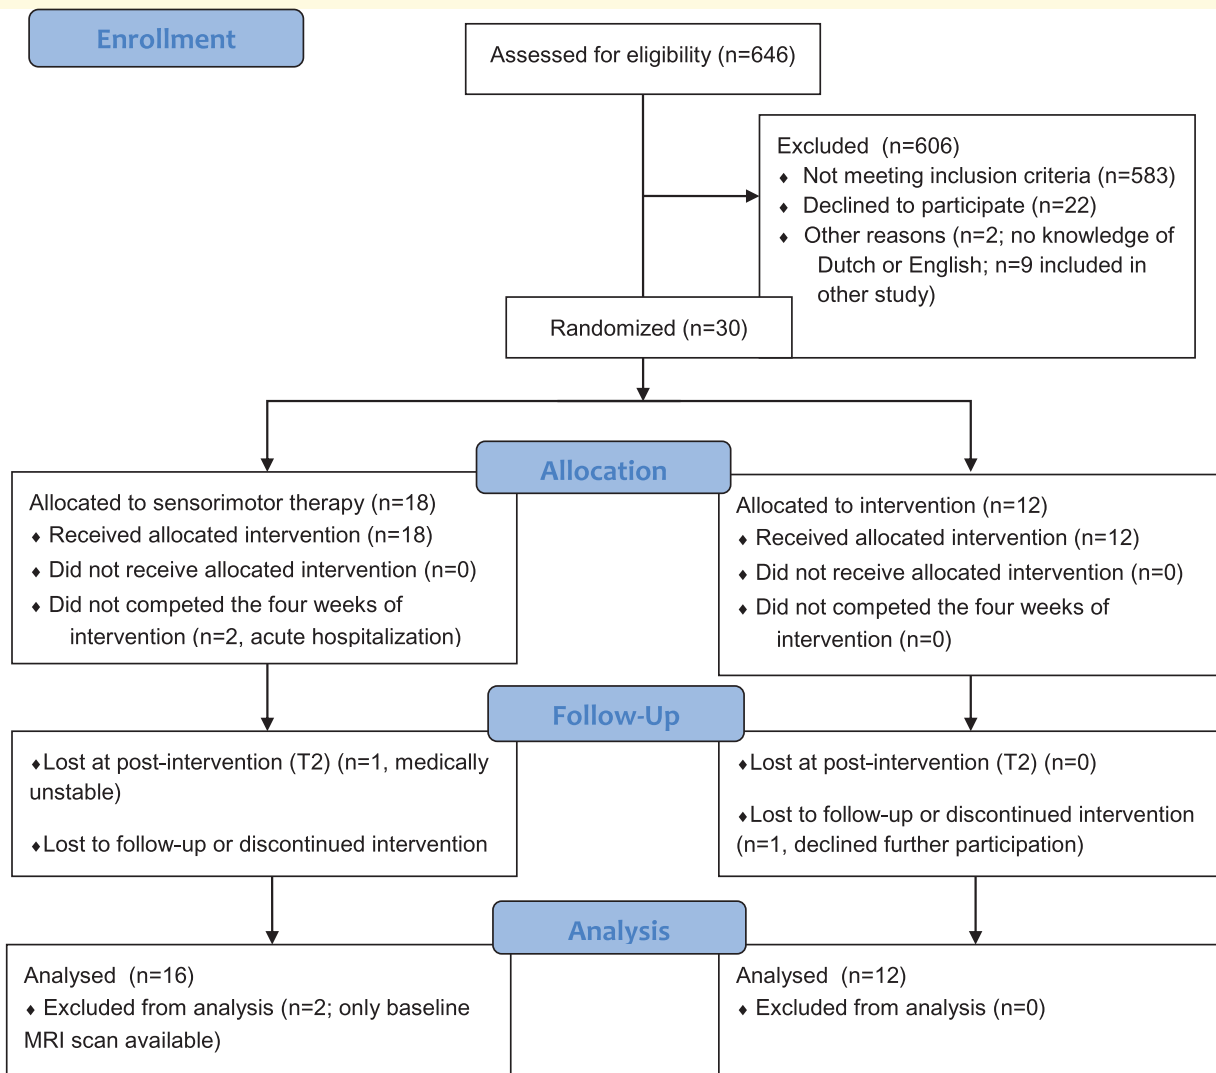 Enrollment
Assessed for eligibility (n=646)
Excluded (n=606)
♦ Not meeting inclusion criteria (n=583)
♦ Declined to participate (n=22)
♦ Other reasons (n=2; no knowledge of
Dutch or English; n=9 included in
other study)
Randomized (n=30)
Allocation
Allocated to sensorimotor therapy (n=18)
♦ Received allocated intervention (n=18)
♦ Did not receive allocated intervention (n=0)
♦ Did not competed the four weeks of
intervention (n=2, acute hospitalization)
Allocated to intervention (n=12)
♦ Received allocated intervention (n=12)
♦ Did not receive allocated intervention (n=0)
♦ Did not competed the four weeks of
intervention (n=0)
Follow-Up
♦Lost at post-intervention (T2) (n=1, medically
unstable)
♦Lost to follow-up or discontinued intervention
♦Lost at post-intervention (T2) (n=0)
♦Lost to follow-up or discontinued intervention
(n=1, declined further participation)
Analysis
Analysed (n=16)
♦ Excluded from analysis (n=2; only baseline
MRI scan available)
Analysed (n=12)
♦ Excluded from analysis (n=0)